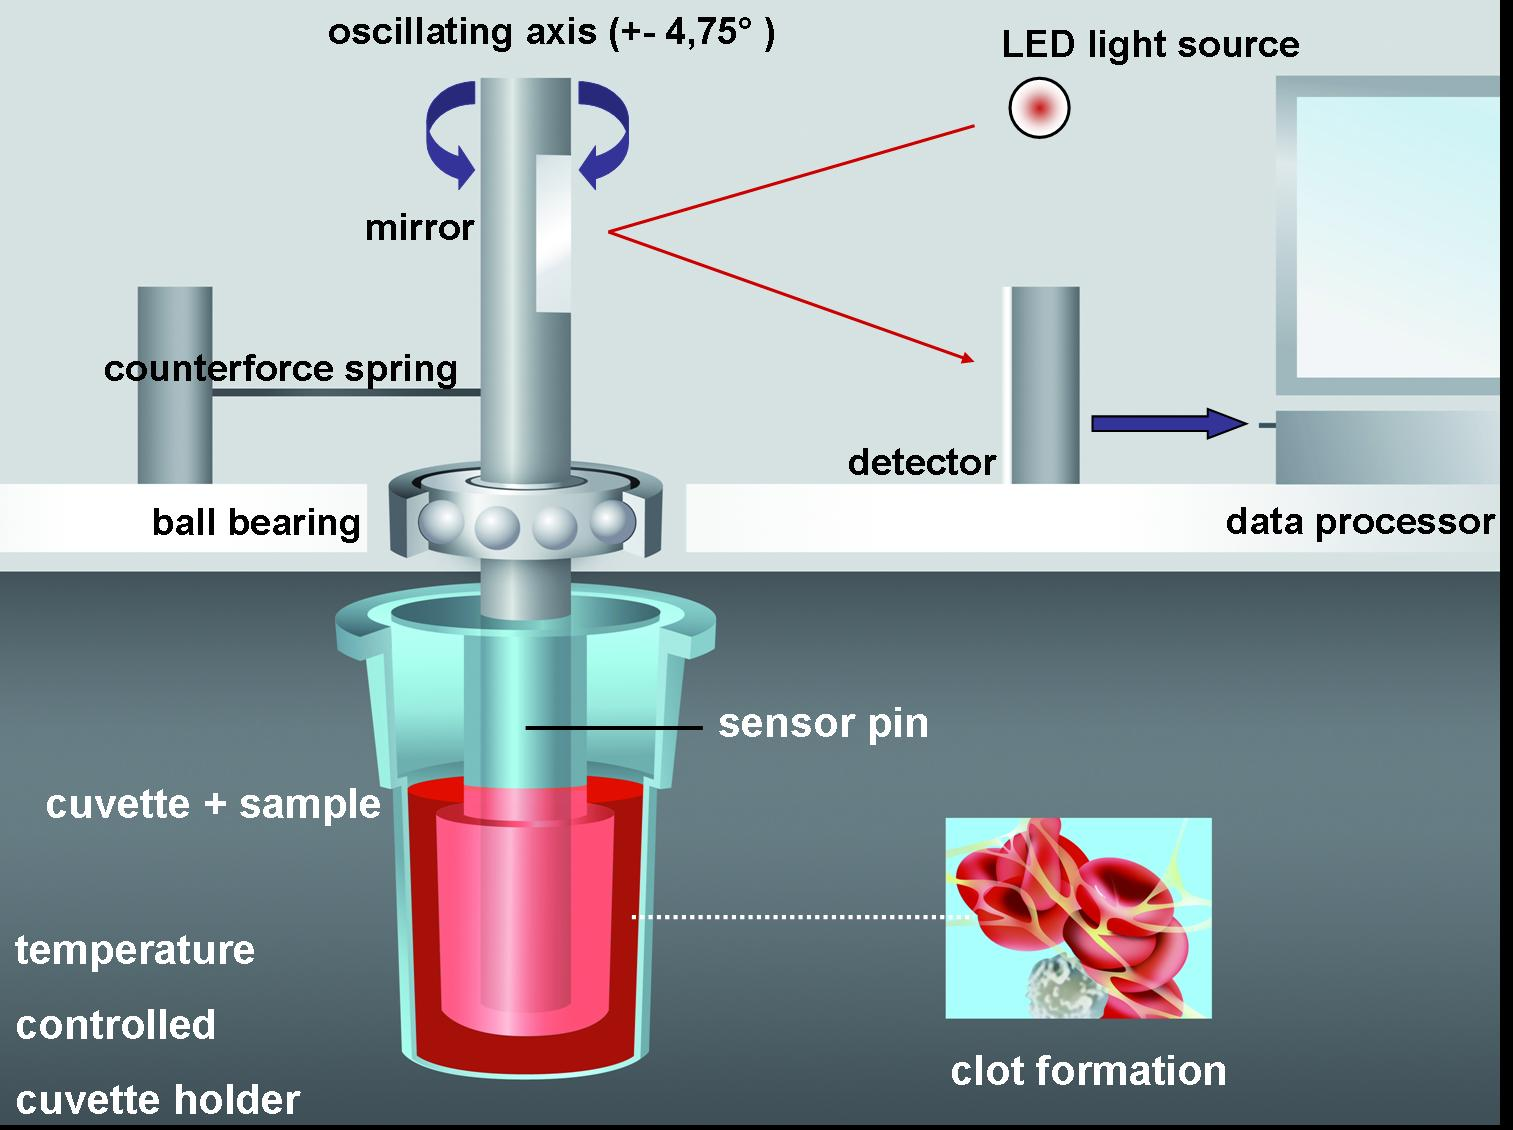 oscillating axis (+- 4,75° )
LED light source
mirror
counterforce spring
detector
ball bearing
data processor
sensor pin
cuvette + sample
temperature
controlled
cuvette holder
clot formation